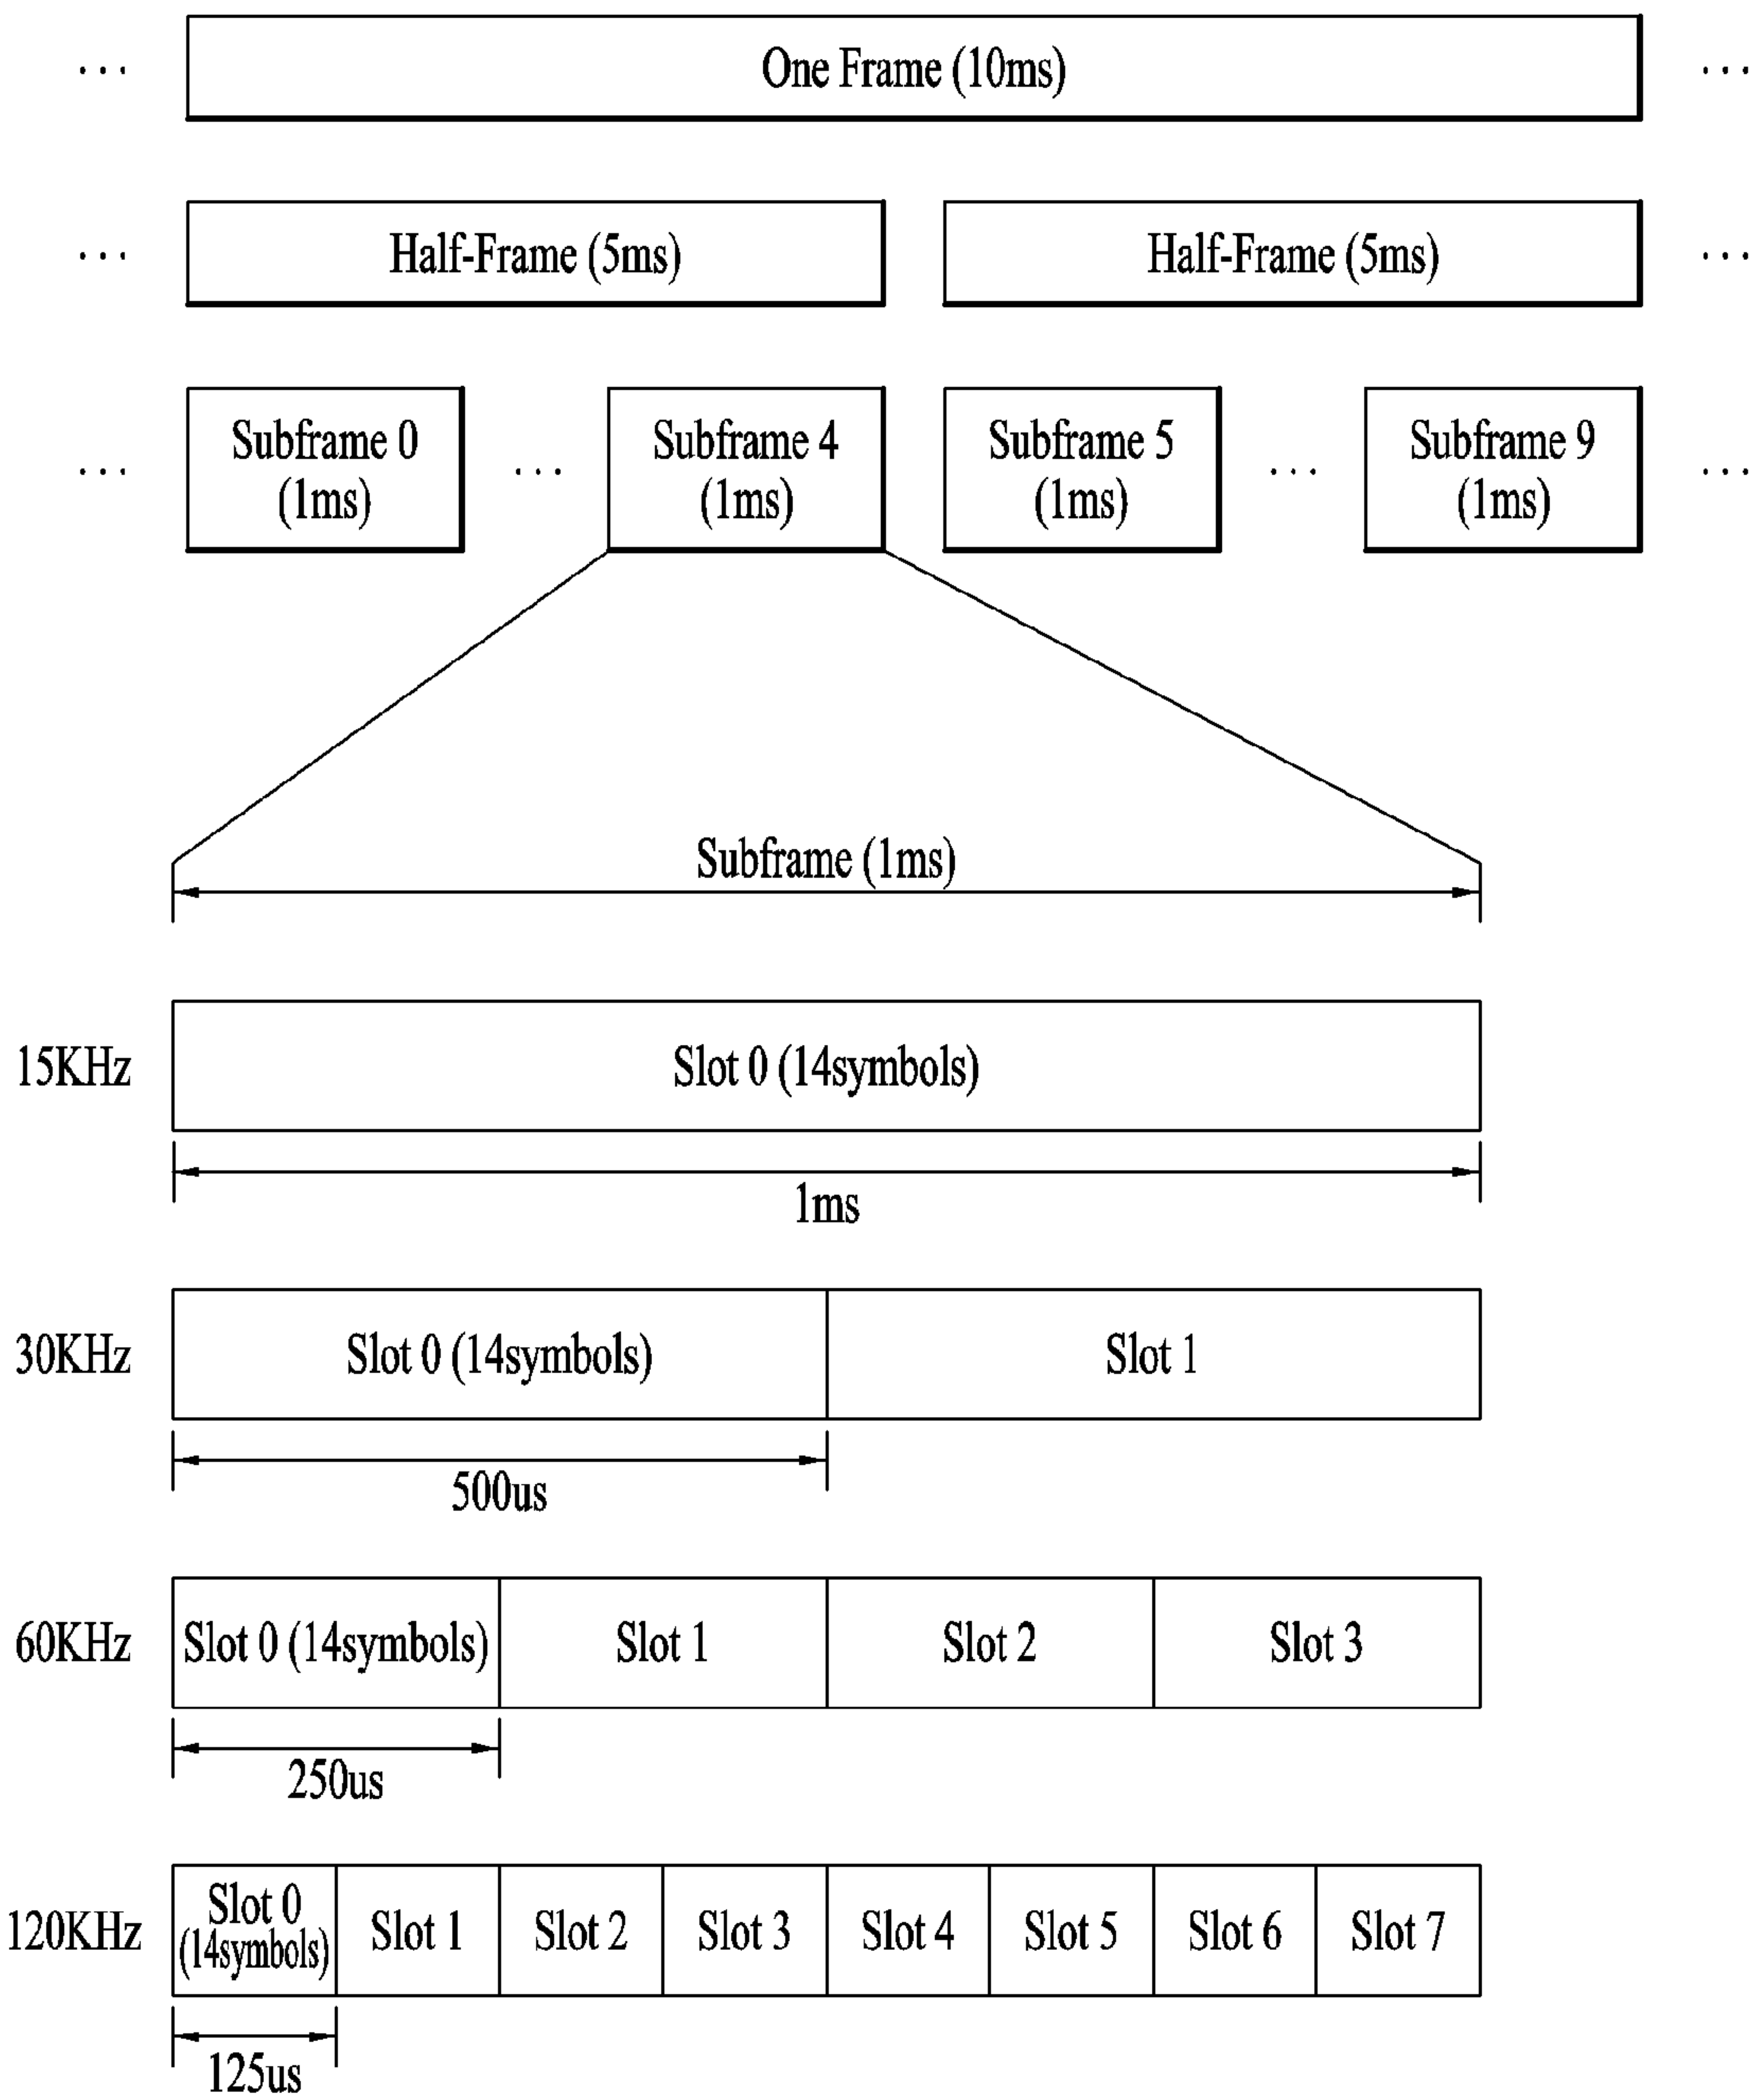 ... One Frame (10ms) ...
... Half-Frame (5ms) Half-Frame (5ms) ...
Subframe 0 Subframe 4 Subframe 5 Subframe 9
... (1ms) ... (1ms) (1ms) ... (1ms) ...
Subframe (1ms)
15KHz Slot 0 (14symbols)
1ms
30KHz Slot 0 (14symbols) Slot 1
500us
60KHz Slot 0 (14symbols) Slot 1 Slot 2 Slot 3
250us
120KHz Slot 0 (14symbols) Slot 1 Slot 2 Slot 3 Slot 4 Slot 5 Slot 6 Slot 7
125us